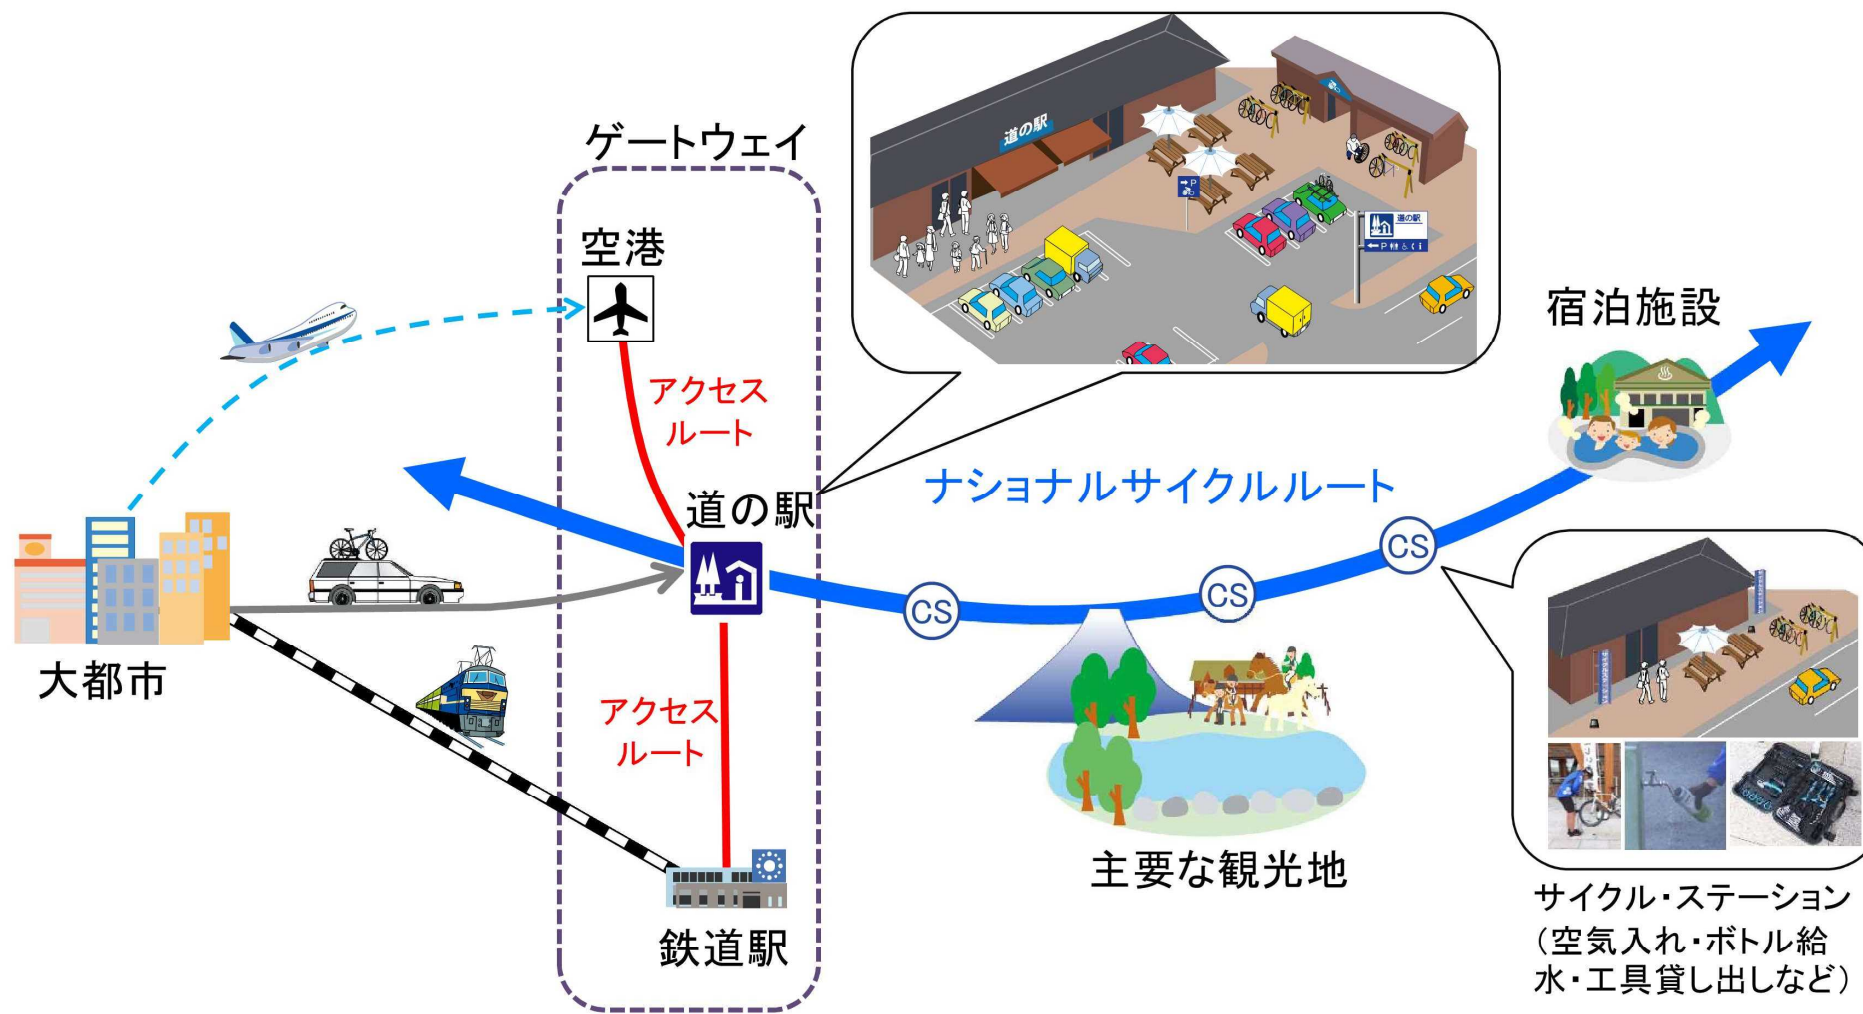 ゲートウェイ
空港
アクセス
ルート
道の駅
アクセス
ルート
鉄道駅
大都市
道の駅
P
道の駅
←P
ナショナルサイクルルート
CS
CS
CS
宿泊施設
主要な観光地
サイクル・ステーション
（空気入れ・ボトル給
水・工具貸し出しなど）